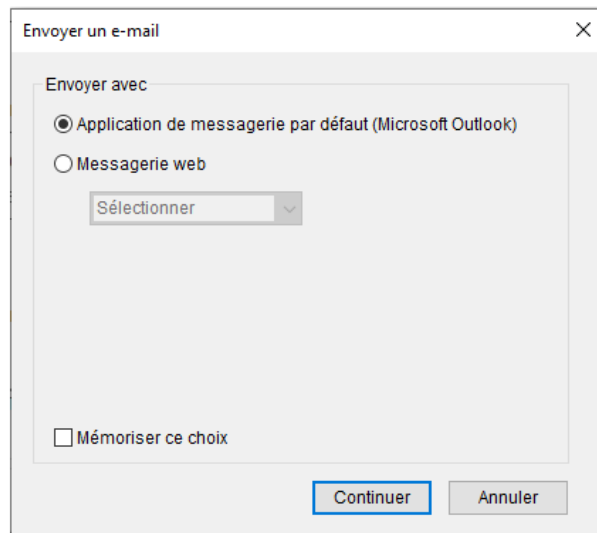 Envoyer un e-mail
Envoyer avec
Application de messagerie par défaut (Microsoft Outlook)
Messagerie web
Sélectionner
Mémoriser ce choix
Continuer
Annuler